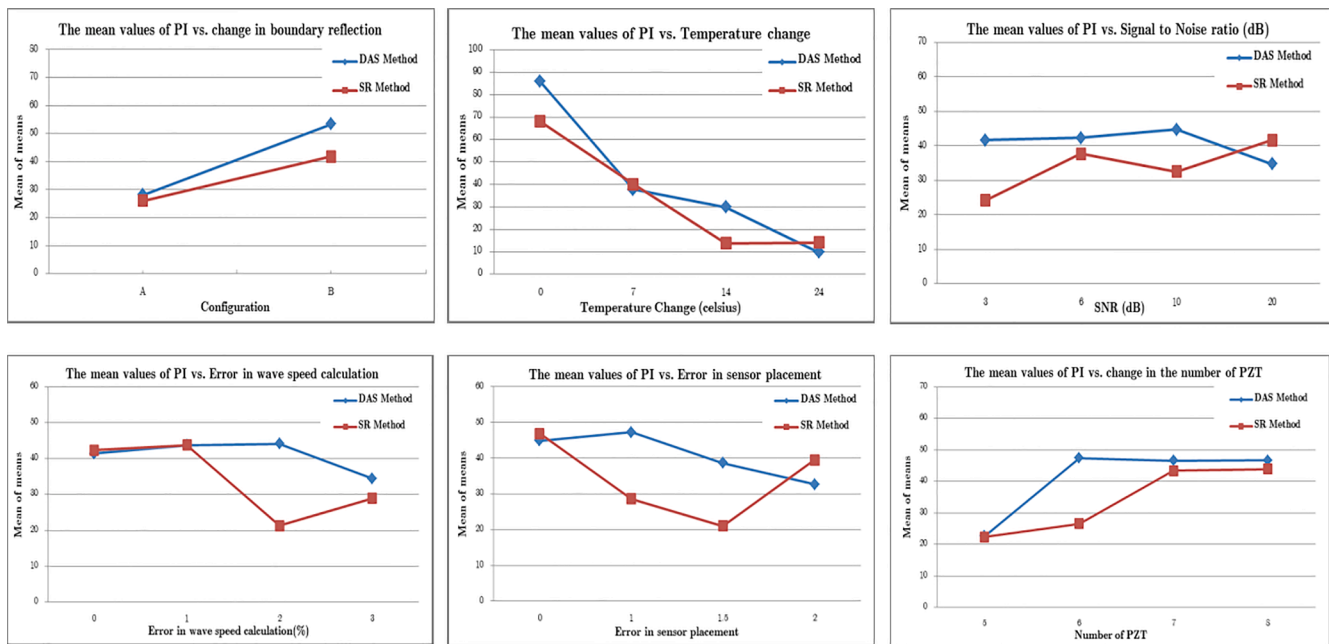 The mean values of PI vs. change in boundary reflection
80
70
60
50
40
30
20
10
0
Mean of means
DAS Method
SR Method
A
B
Configuration
The mean values of PI vs. Temperature change
100
90
80
70
60
50
40
30
20
10
0
Mean of means
DAS Method
SR Method
0
7
14
24
Temperature Change (celsius)
The mean values of PI vs. Signal to Noise ratio (dB)
70
60
50
40
30
20
10
0
Mean of means
DAS Method
SR Method
3
6
10
20
SNR (dB)
The mean values of PI vs. Error in wave speed calculation
60
50
40
30
20
10
0
Mean of means
DAS Method
SR Method
0
1
2
3
Error in wave speed calculation(%)
The mean values of PI vs. Error in sensor placement
60
50
40
30
20
10
0
Mean of means
DAS Method
SR Method
0
1
1.5
2
Error in sensor placement
The mean values of PI vs. change in the number of PZT
70
60
50
40
30
20
10
0
Mean of means
DAS Method
SR Method
5
6
7
8
Number of PZT